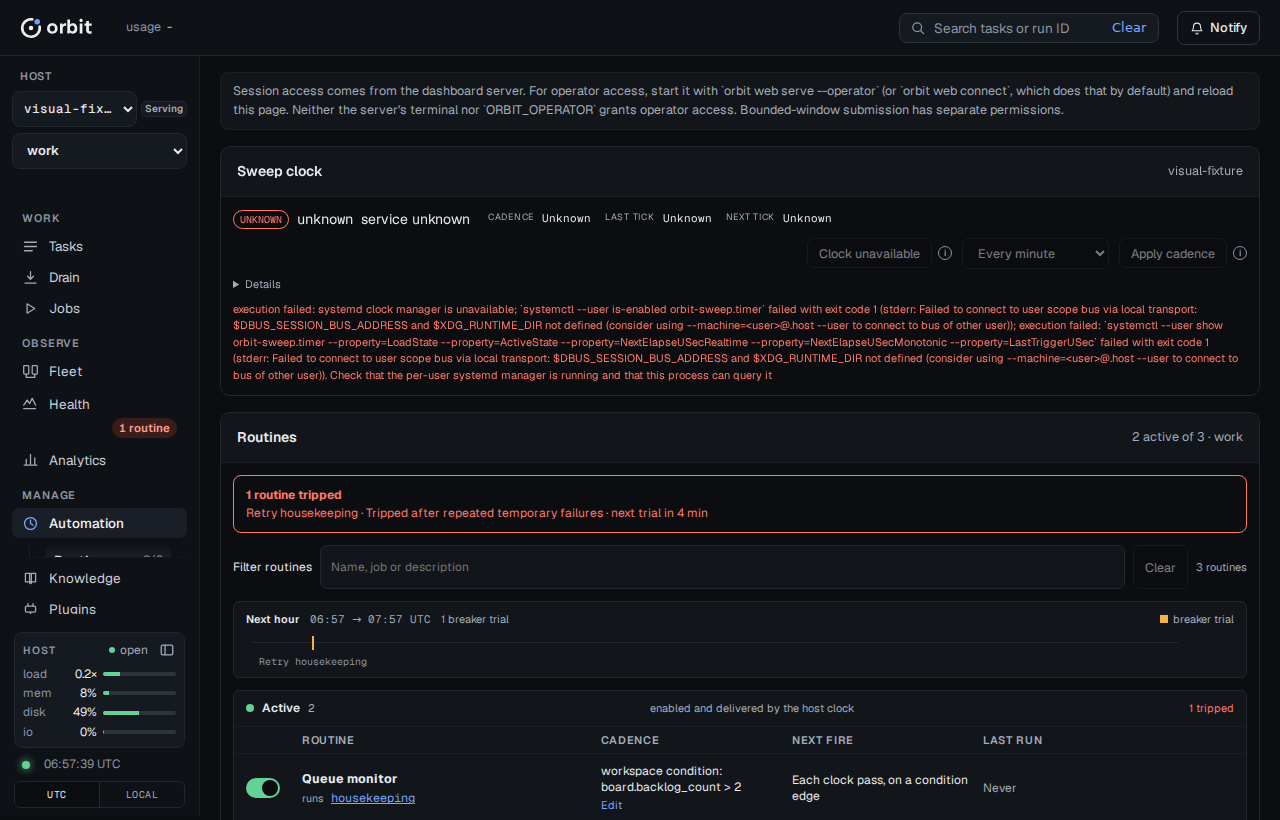 orbit
usage -
Search tasks or run ID
Clear
Notify
HOST
visual-fix…
Serving
work
WORK
Tasks
Drain
Jobs
OBSERVE
Fleet
Health
1 routine
Analytics
MANAGE
Automation
Knowledge
Plugins
HOST
open
load 0.2×
mem 8%
disk 49%
io 0%
06:57:39 UTC
UTC
LOCAL
Session access comes from the dashboard server. For operator access, start it with `orbit web serve --operator` (or `orbit web connect`, which does that by default) and reload
this page. Neither the server's terminal nor `ORBIT_OPERATOR` grants operator access. Bounded-window submission has separate permissions.
Sweep clock
visual-fixture
UNKNOWN unknown service unknown CADENCE Unknown LAST TICK Unknown NEXT TICK Unknown
Clock unavailable
Every minute
Apply cadence
Details
execution failed: systemd clock manager is unavailable; `systemctl --user is-enabled orbit-sweep.timer` failed with exit code 1 (stderr: Failed to connect to user scope bus via local transport:
$DBUS_SESSION_BUS_ADDRESS and $XDG_RUNTIME_DIR not defined (consider using --machine=<user>@.host --user to connect to bus of other user)); execution failed: `systemctl --user show
orbit-sweep.timer --property=LoadState --property=ActiveState --property=NextElapseUSecRealtime --property=NextElapseUSecMonotonic --property=LastTriggerUSec` failed with exit code 1
(stderr: Failed to connect to user scope bus via local transport: $DBUS_SESSION_BUS_ADDRESS and $XDG_RUNTIME_DIR not defined (consider using --machine=<user>@.host --user to connect to
bus of other user)). Check that the per-user systemd manager is running and that this process can query it
Routines
2 active of 3 · work
1 routine tripped
Retry housekeeping · Tripped after repeated temporary failures · next trial in 4 min
Filter routines
Name, job or description
Clear
3 routines
Next hour 06:57 → 07:57 UTC 1 breaker trial
breaker trial
Retry housekeeping
Active 2
enabled and delivered by the host clock
1 tripped
ROUTINE CADENCE NEXT FIRE LAST RUN
Queue monitor
runs housekeeping
workspace condition:
board.backlog_count > 2
Edit
Each clock pass, on a condition
edge
Never